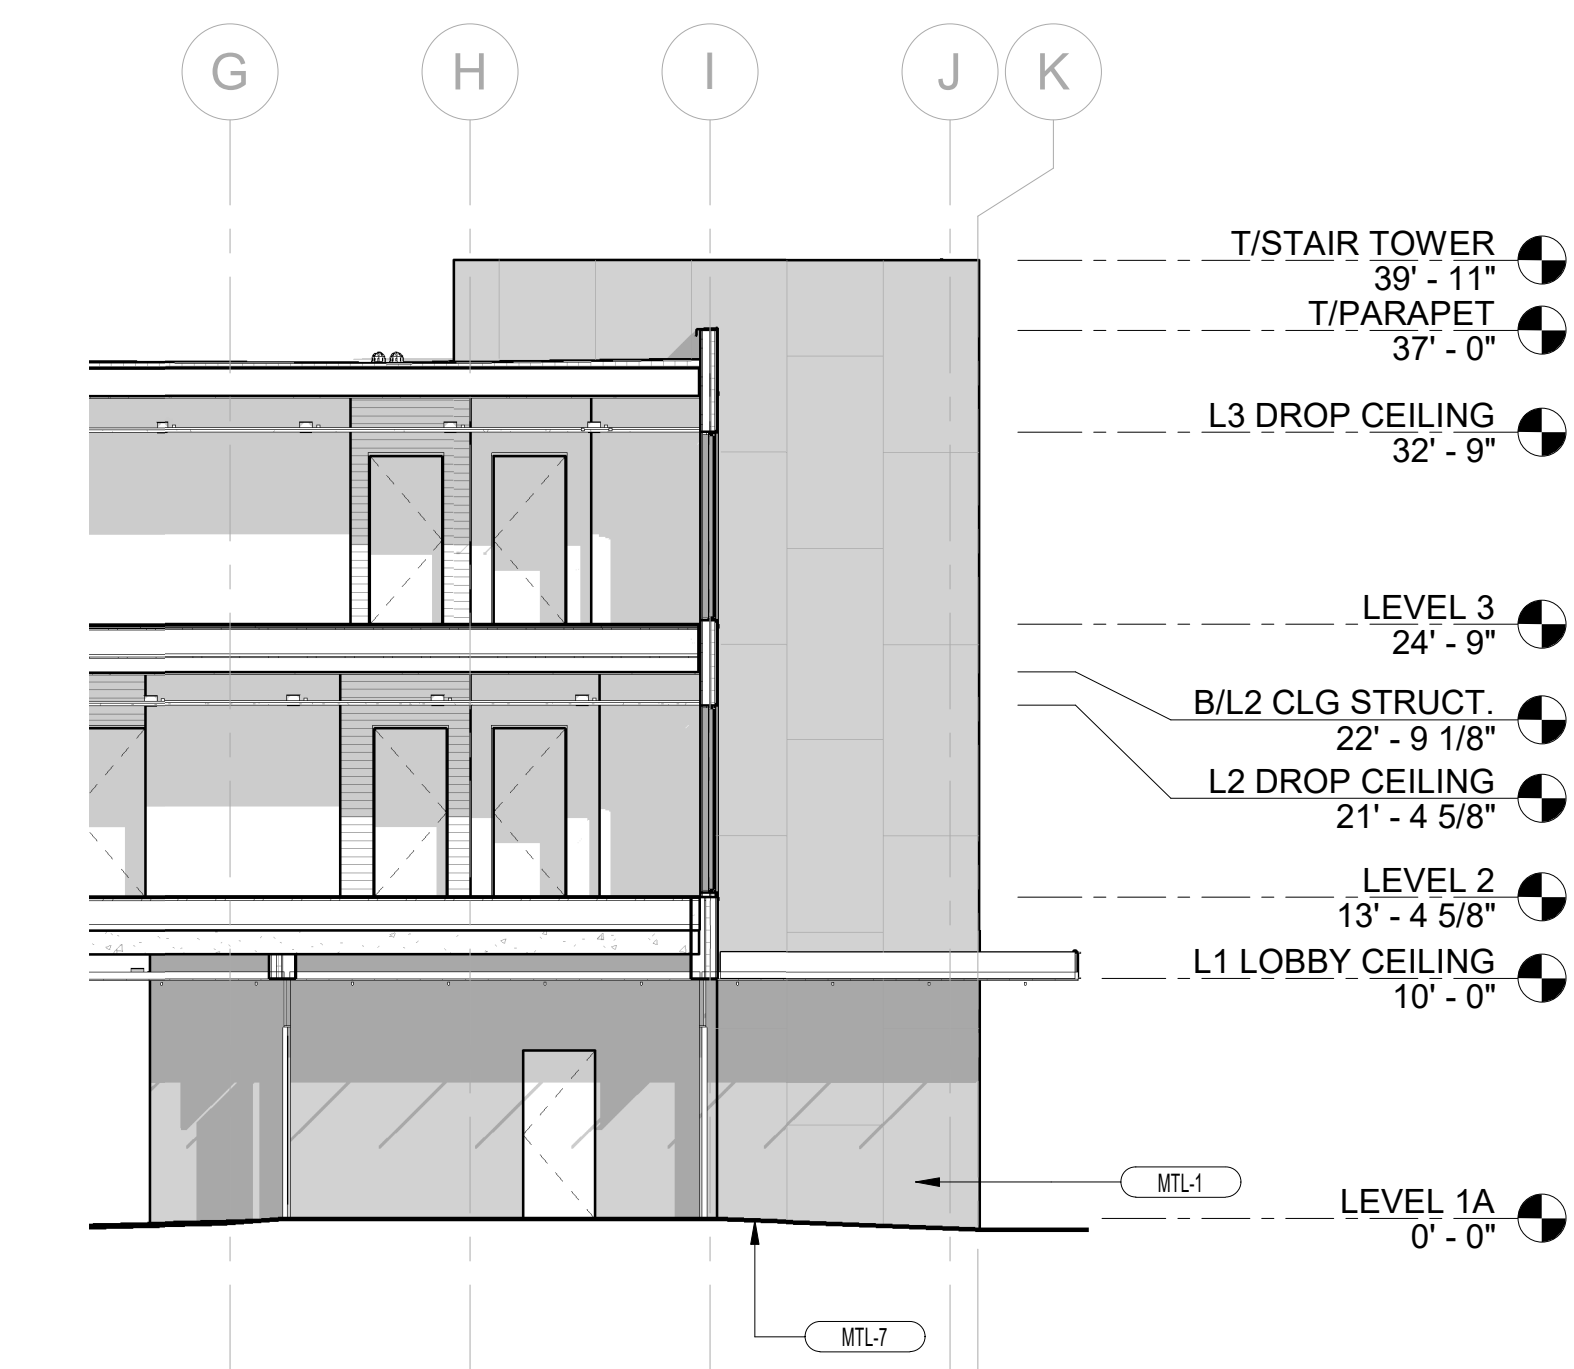 G H I J K
T/STAIR TOWER
39' - 11"
T/PARAPET
37' - 0"
L3 DROP CEILING
32' - 9"
LEVEL 3
24' - 9"
B/L2 CLG STRUCT.
22' - 9 1/8"
L2 DROP CEILING
21' - 4 5/8"
LEVEL 2
13' - 4 5/8"
L1 LOBBY CEILING
10' - 0"
MTL-1
LEVEL 1A
0' - 0"
MTL-7